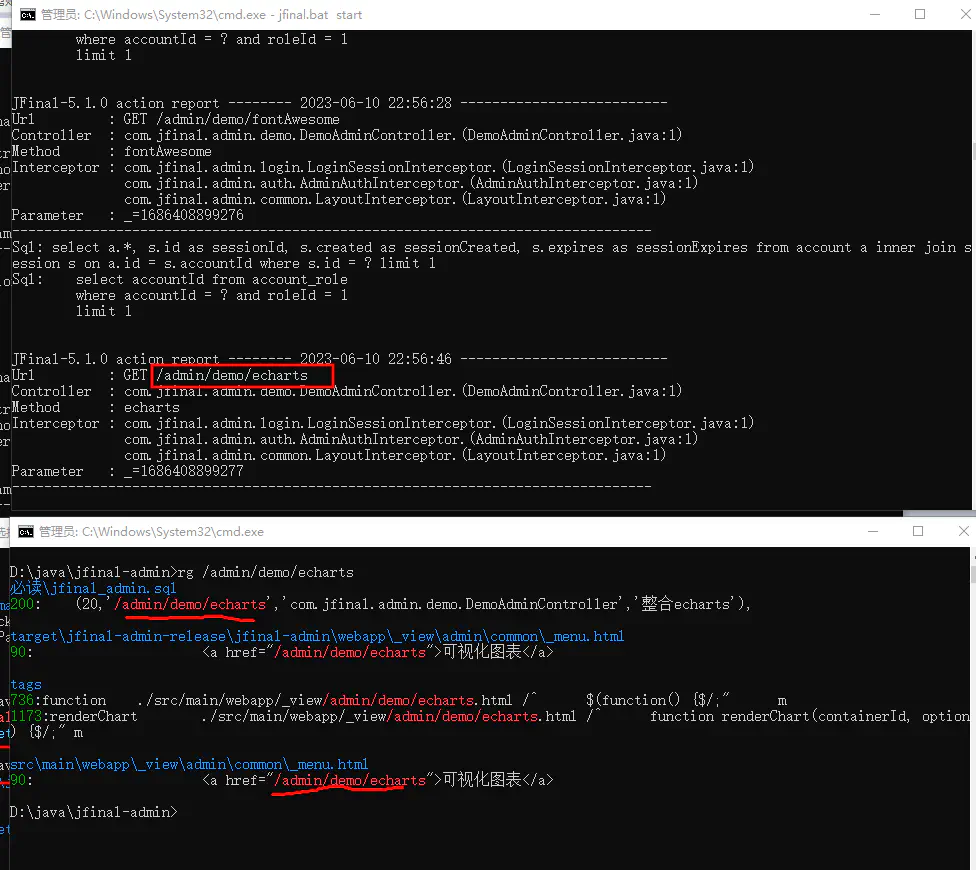 管理员: C:\Windows\System32\cmd.exe - jfinal.bat start
where accountId = ? and roleId = 1
limit 1
JFinal-5.1.0 action report -------- 2023-06-10 22:56:28 --------------------------
Url : GET /admin/demo/fontAwesome
Controller : com.jfinal.admin.demo.DemoAdminController.(DemoAdminController.java:1)
Method : fontAwesome
Interceptor : com.jfinal.admin.login.LoginSessionInterceptor.(LoginSessionInterceptor.java:1)
com.jfinal.admin.auth.AdminAuthInterceptor.(AdminAuthInterceptor.java:1)
com.jfinal.admin.common.LayoutInterceptor.(LayoutInterceptor.java:1)
Parameter : _=1686408899276
--------------------------------------------------------------------------------
Sql: select a.*, s.id as sessionId, s.created as sessionCreated, s.expires as sessionExpires from account a inner join s
ession s on a.id = s.accountId where s.id = ? limit 1
Sql: select accountId from account_role
where accountId = ? and roleId = 1
limit 1
JFinal-5.1.0 action report -------- 2023-06-10 22:56:46 --------------------------
Url : GET /admin/demo/echarts
Controller : com.jfinal.admin.demo.DemoAdminController.(DemoAdminController.java:1)
Method : echarts
Interceptor : com.jfinal.admin.login.LoginSessionInterceptor.(LoginSessionInterceptor.java:1)
com.jfinal.admin.auth.AdminAuthInterceptor.(AdminAuthInterceptor.java:1)
com.jfinal.admin.common.LayoutInterceptor.(LayoutInterceptor.java:1)
Parameter : _=1686408899277
--------------------------------------------------------------------------------
管理员: C:\Windows\System32\cmd.exe
D:\java\jfinal-admin>rg /admin/demo/echarts
必读\jfinal_admin.sql
200: (20,'/admin/demo/echarts','com.jfinal.admin.demo.DemoAdminController','整合echarts'),
target\jfinal-admin-release\jfinal-admin\webapp\_view\admin\common\_menu.html
90: <a href="/admin/demo/echarts">可视化图表</a>
tags
736:function ./src/main/webapp/_view/admin/demo/echarts.html /^ $(function() {$/;" m
1173:renderChart ./src/main/webapp/_view/admin/demo/echarts.html /^ function renderChart(containerId, option
) {$/;" m
src\main\webapp\_view\admin\common\_menu.html
90: <a href="/admin/demo/echarts">可视化图表</a>
D:\java\jfinal-admin>